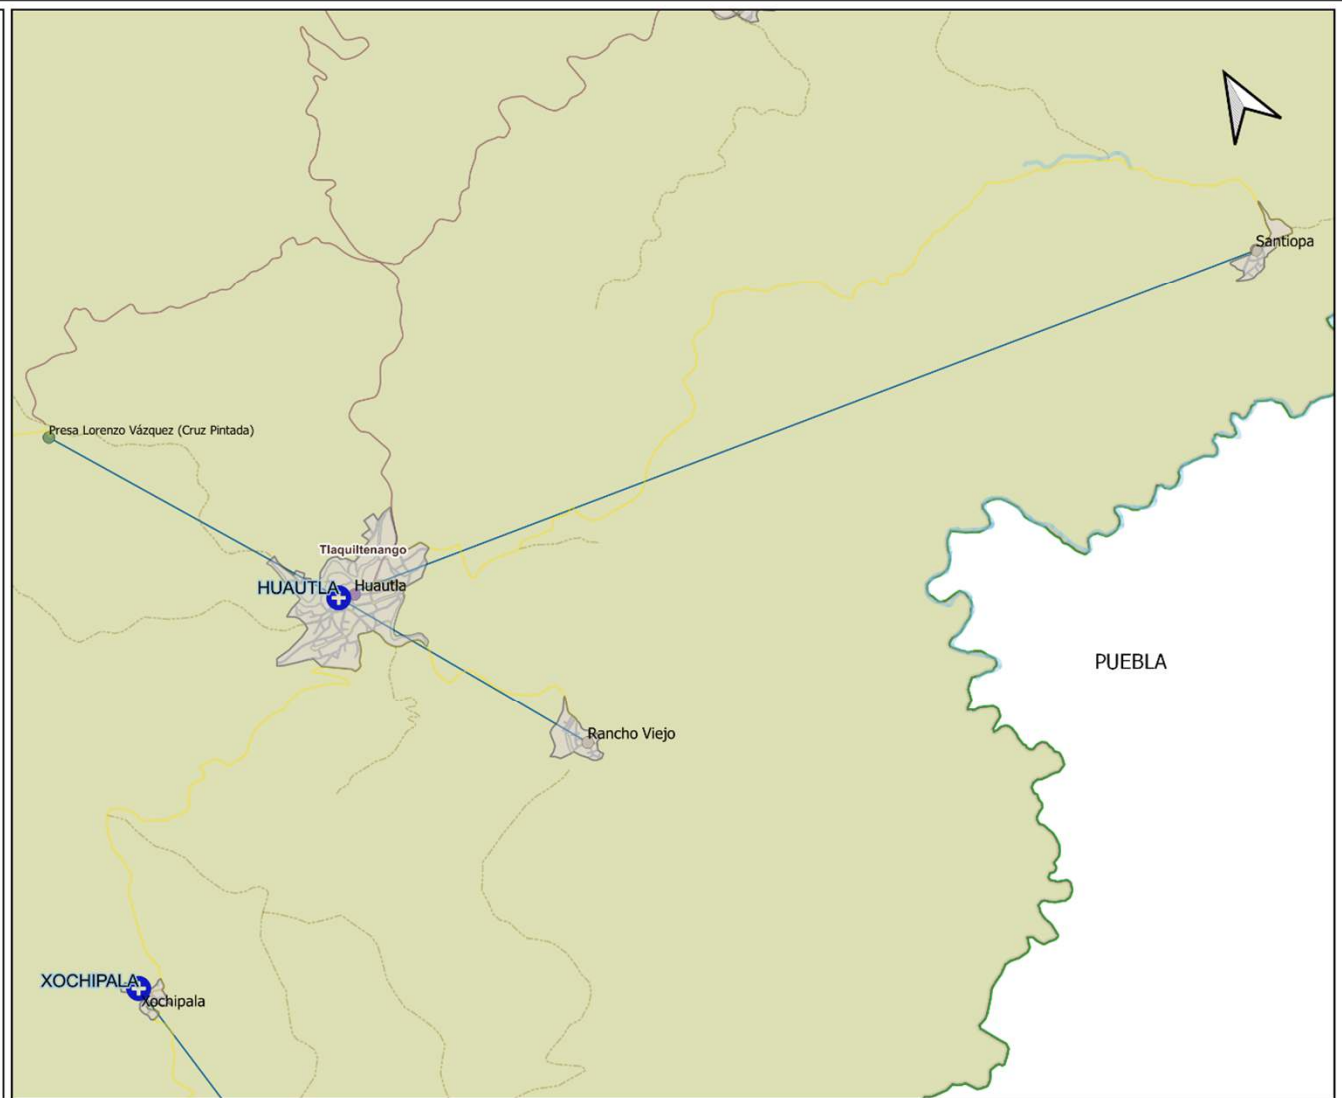 Santiopa
Presa Lorenzo Vázquez (Cruz Pintada)
Tlaquiltenango
HUAUTLA
Huautla
PUEBLA
Rancho Viejo
XOCHIPALA
Xochipala